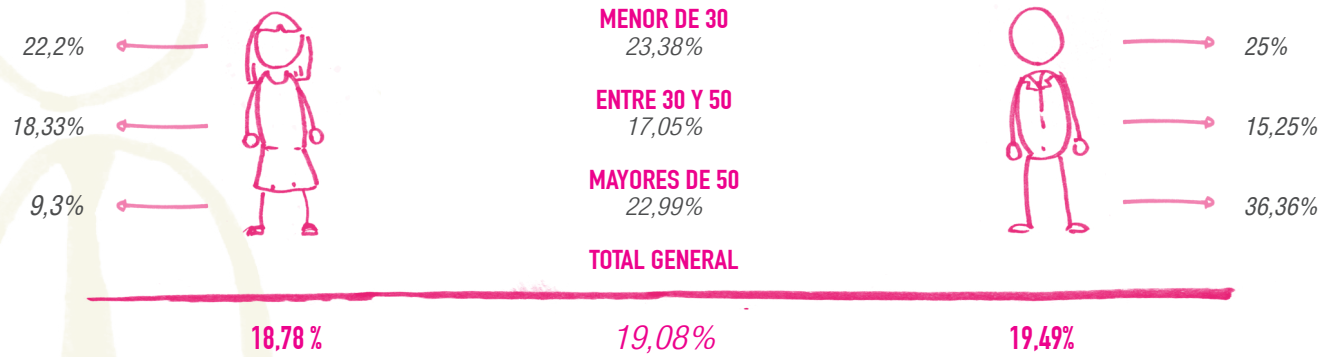 MENOR DE 30
22,2% 23,38% 25%
ENTRE 30 Y 50
18,33% 17,05% 15,25%
MAYORES DE 50
9,3% 22,99% 36,36%
TOTAL GENERAL
18,78 % 19,08% 19,49%